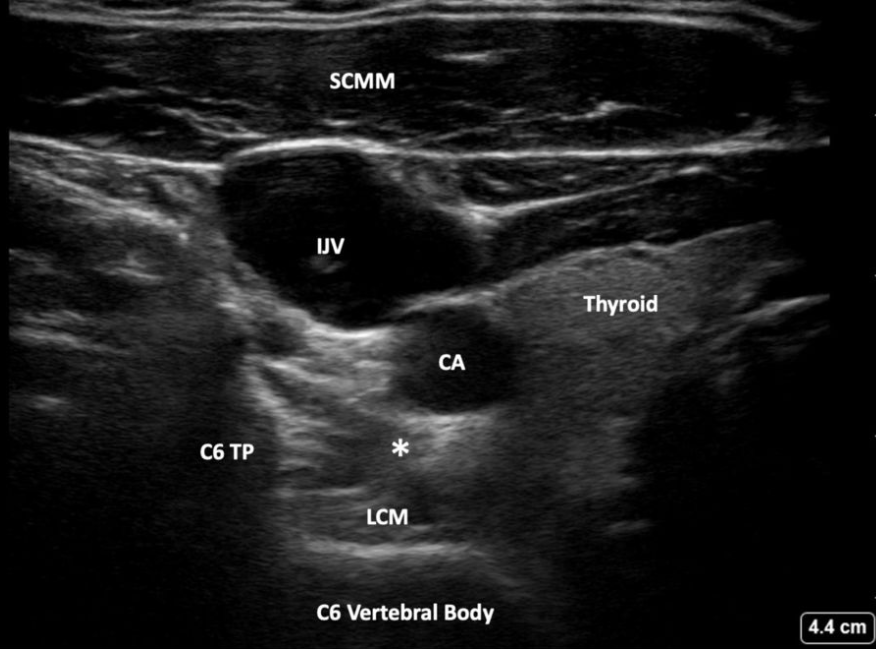 SCMM
IJV
Thyroid
CA
*
C6 TP
LCM
C6 Vertebral Body
4.4 cm